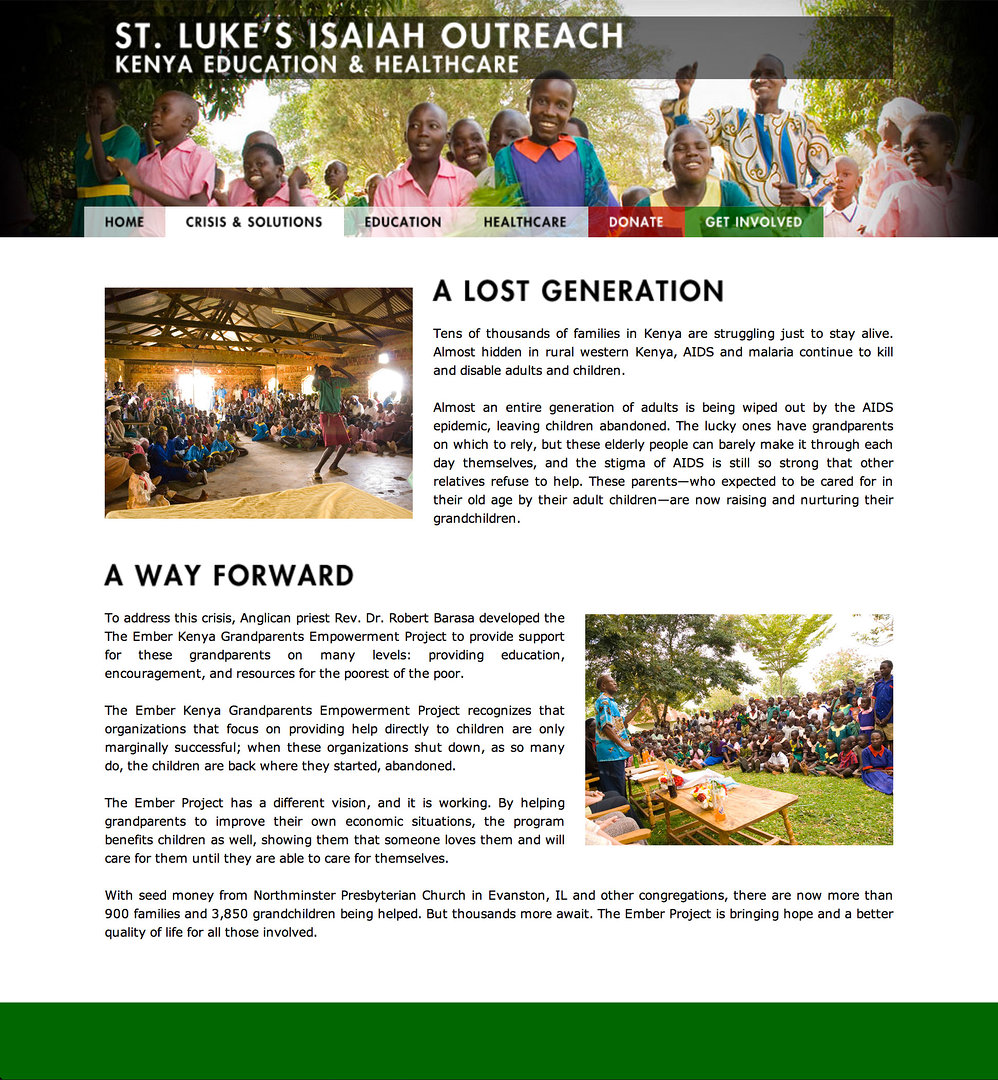 ST. LUKE'S ISAIAH OUTREACH
KENYA EDUCATION & HEALTHCARE
HOME CRISIS & SOLUTIONS EDUCATION HEALTHCARE DONATE GET INVOLVED
A LOST GENERATION
Tens of thousands of families in Kenya are struggling just to stay alive.
Almost hidden in rural western Kenya, AIDS and malaria continue to kill
and disable adults and children.
Almost an entire generation of adults is being wiped out by the AIDS
epidemic, leaving children abandoned. The lucky ones have grandparents
on which to rely, but these elderly people can barely make it through each
day themselves, and the stigma of AIDS is still so strong that other
relatives refuse to help. These parents—who expected to be cared for in
their old age by their adult children—are now raising and nurturing their
grandchildren.
A WAY FORWARD
To address this crisis, Anglican priest Rev. Dr. Robert Barasa developed the
The Ember Kenya Grandparents Empowerment Project to provide support
for these grandparents on many levels: providing education,
encouragement, and resources for the poorest of the poor.
The Ember Kenya Grandparents Empowerment Project recognizes that
organizations that focus on providing help directly to children are only
marginally successful; when these organizations shut down, as so many
do, the children are back where they started, abandoned.
The Ember Project has a different vision, and it is working. By helping
grandparents to improve their own economic situations, the program
benefits children as well, showing them that someone loves them and will
care for them until they are able to care for themselves.
With seed money from Northminster Presbyterian Church in Evanston, IL and other congregations, there are now more than
900 families and 3,850 grandchildren being helped. But thousands more await. The Ember Project is bringing hope and a better
quality of life for all those involved.